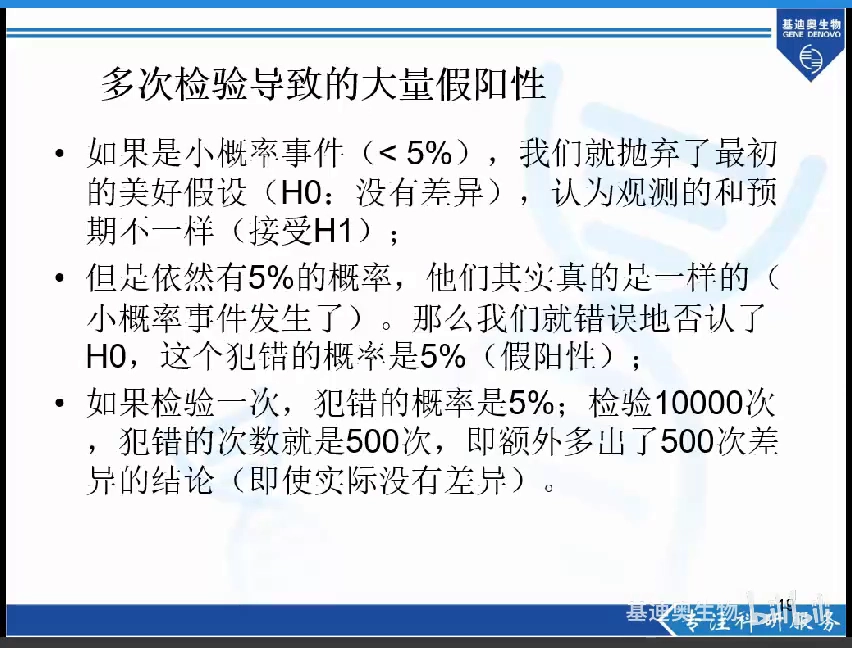 基迪奥生物
GENE DENOVO
多次检验导致的大量假阳性
• 如果是小概率事件（< 5%），我们就抛弃了最初
的美好假设（H0：没有差异），认为观测的和预
期不一样（接受H1）；
• 但是依然有5%的概率，他们其实真的是一样的（
小概率事件发生了）。那么我们就错误地否认了
H0，这个犯错的概率是5%（假阳性）；
• 如果检验一次，犯错的概率是5%；检验10000次
，犯错的次数就是500次，即额外多出了500次差
异的结论（即使实际没有差异）。
19
基迪奥生物 bilibili
专注科研服务